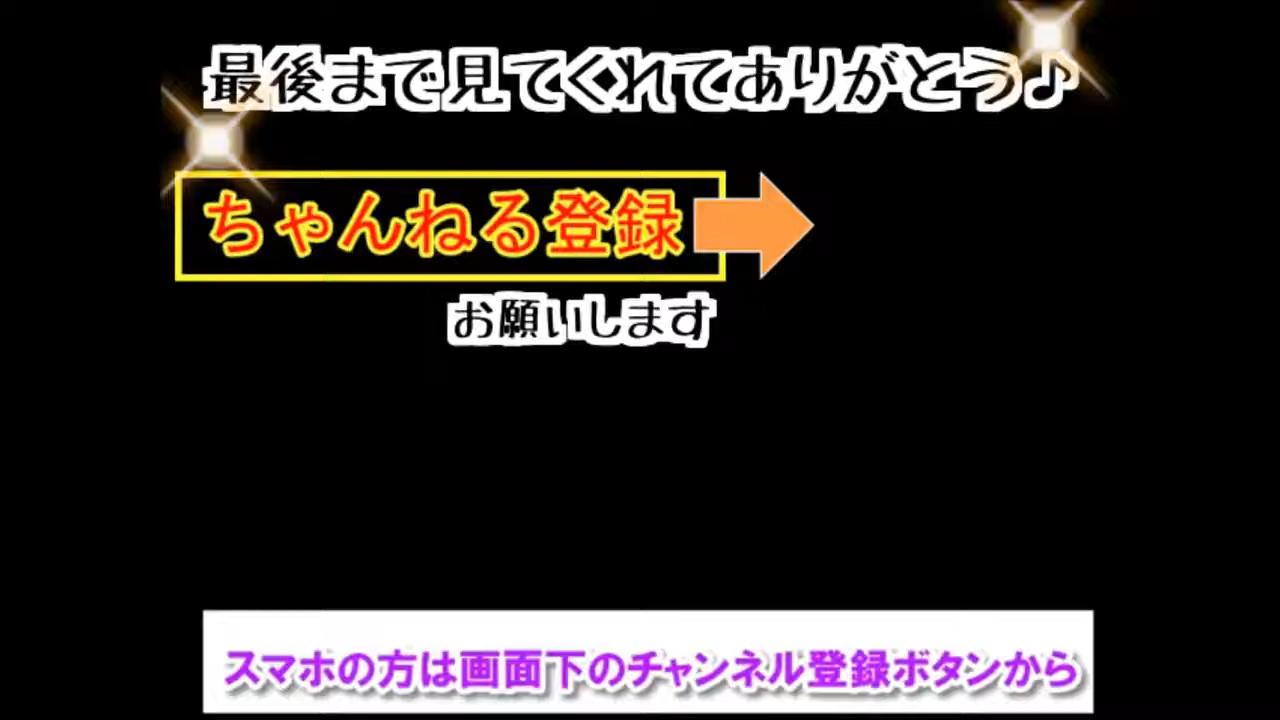 最後まで見てくれてありがとう♪
ちゃんねる登録
お願いします
スマホの方は画面下のチャンネル登録ボタンから